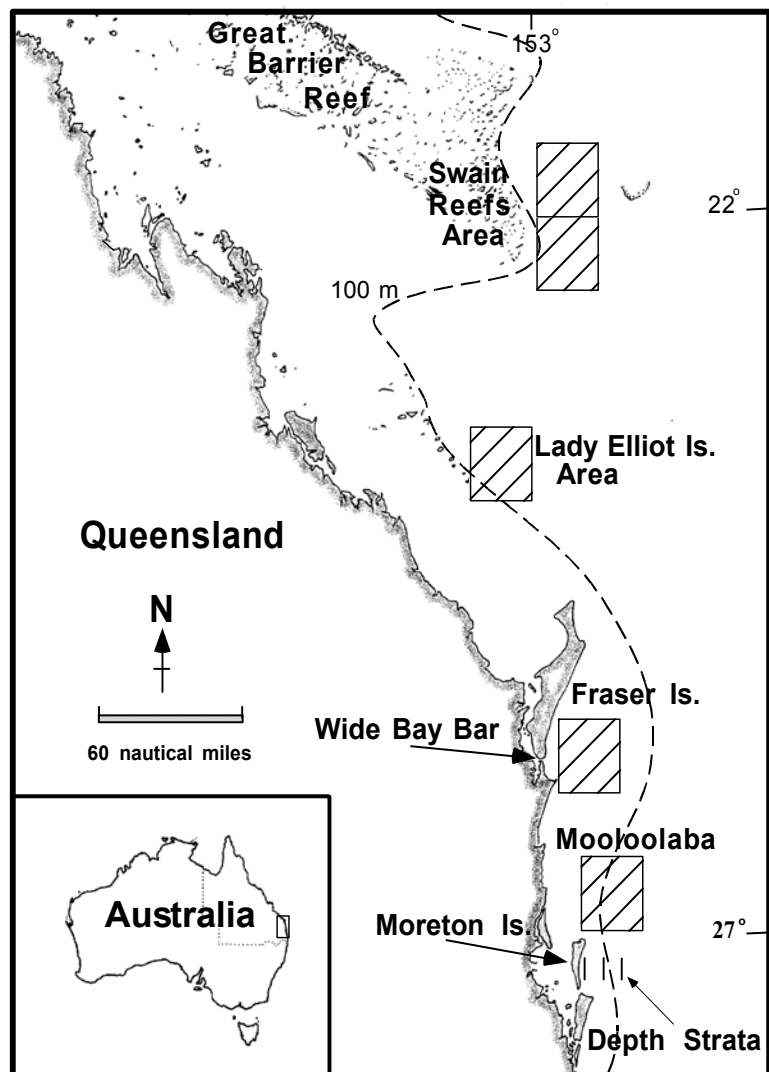 Great
Barrier
Reef
153°
Swain
Reefs
Area
22°
100 m
Lady Elliot Is.
Area
Queensland
N
60 nautical miles
Fraser Is.
Wide Bay Bar
Mooloolaba
Australia
Moreton Is.
27°
Depth Strata